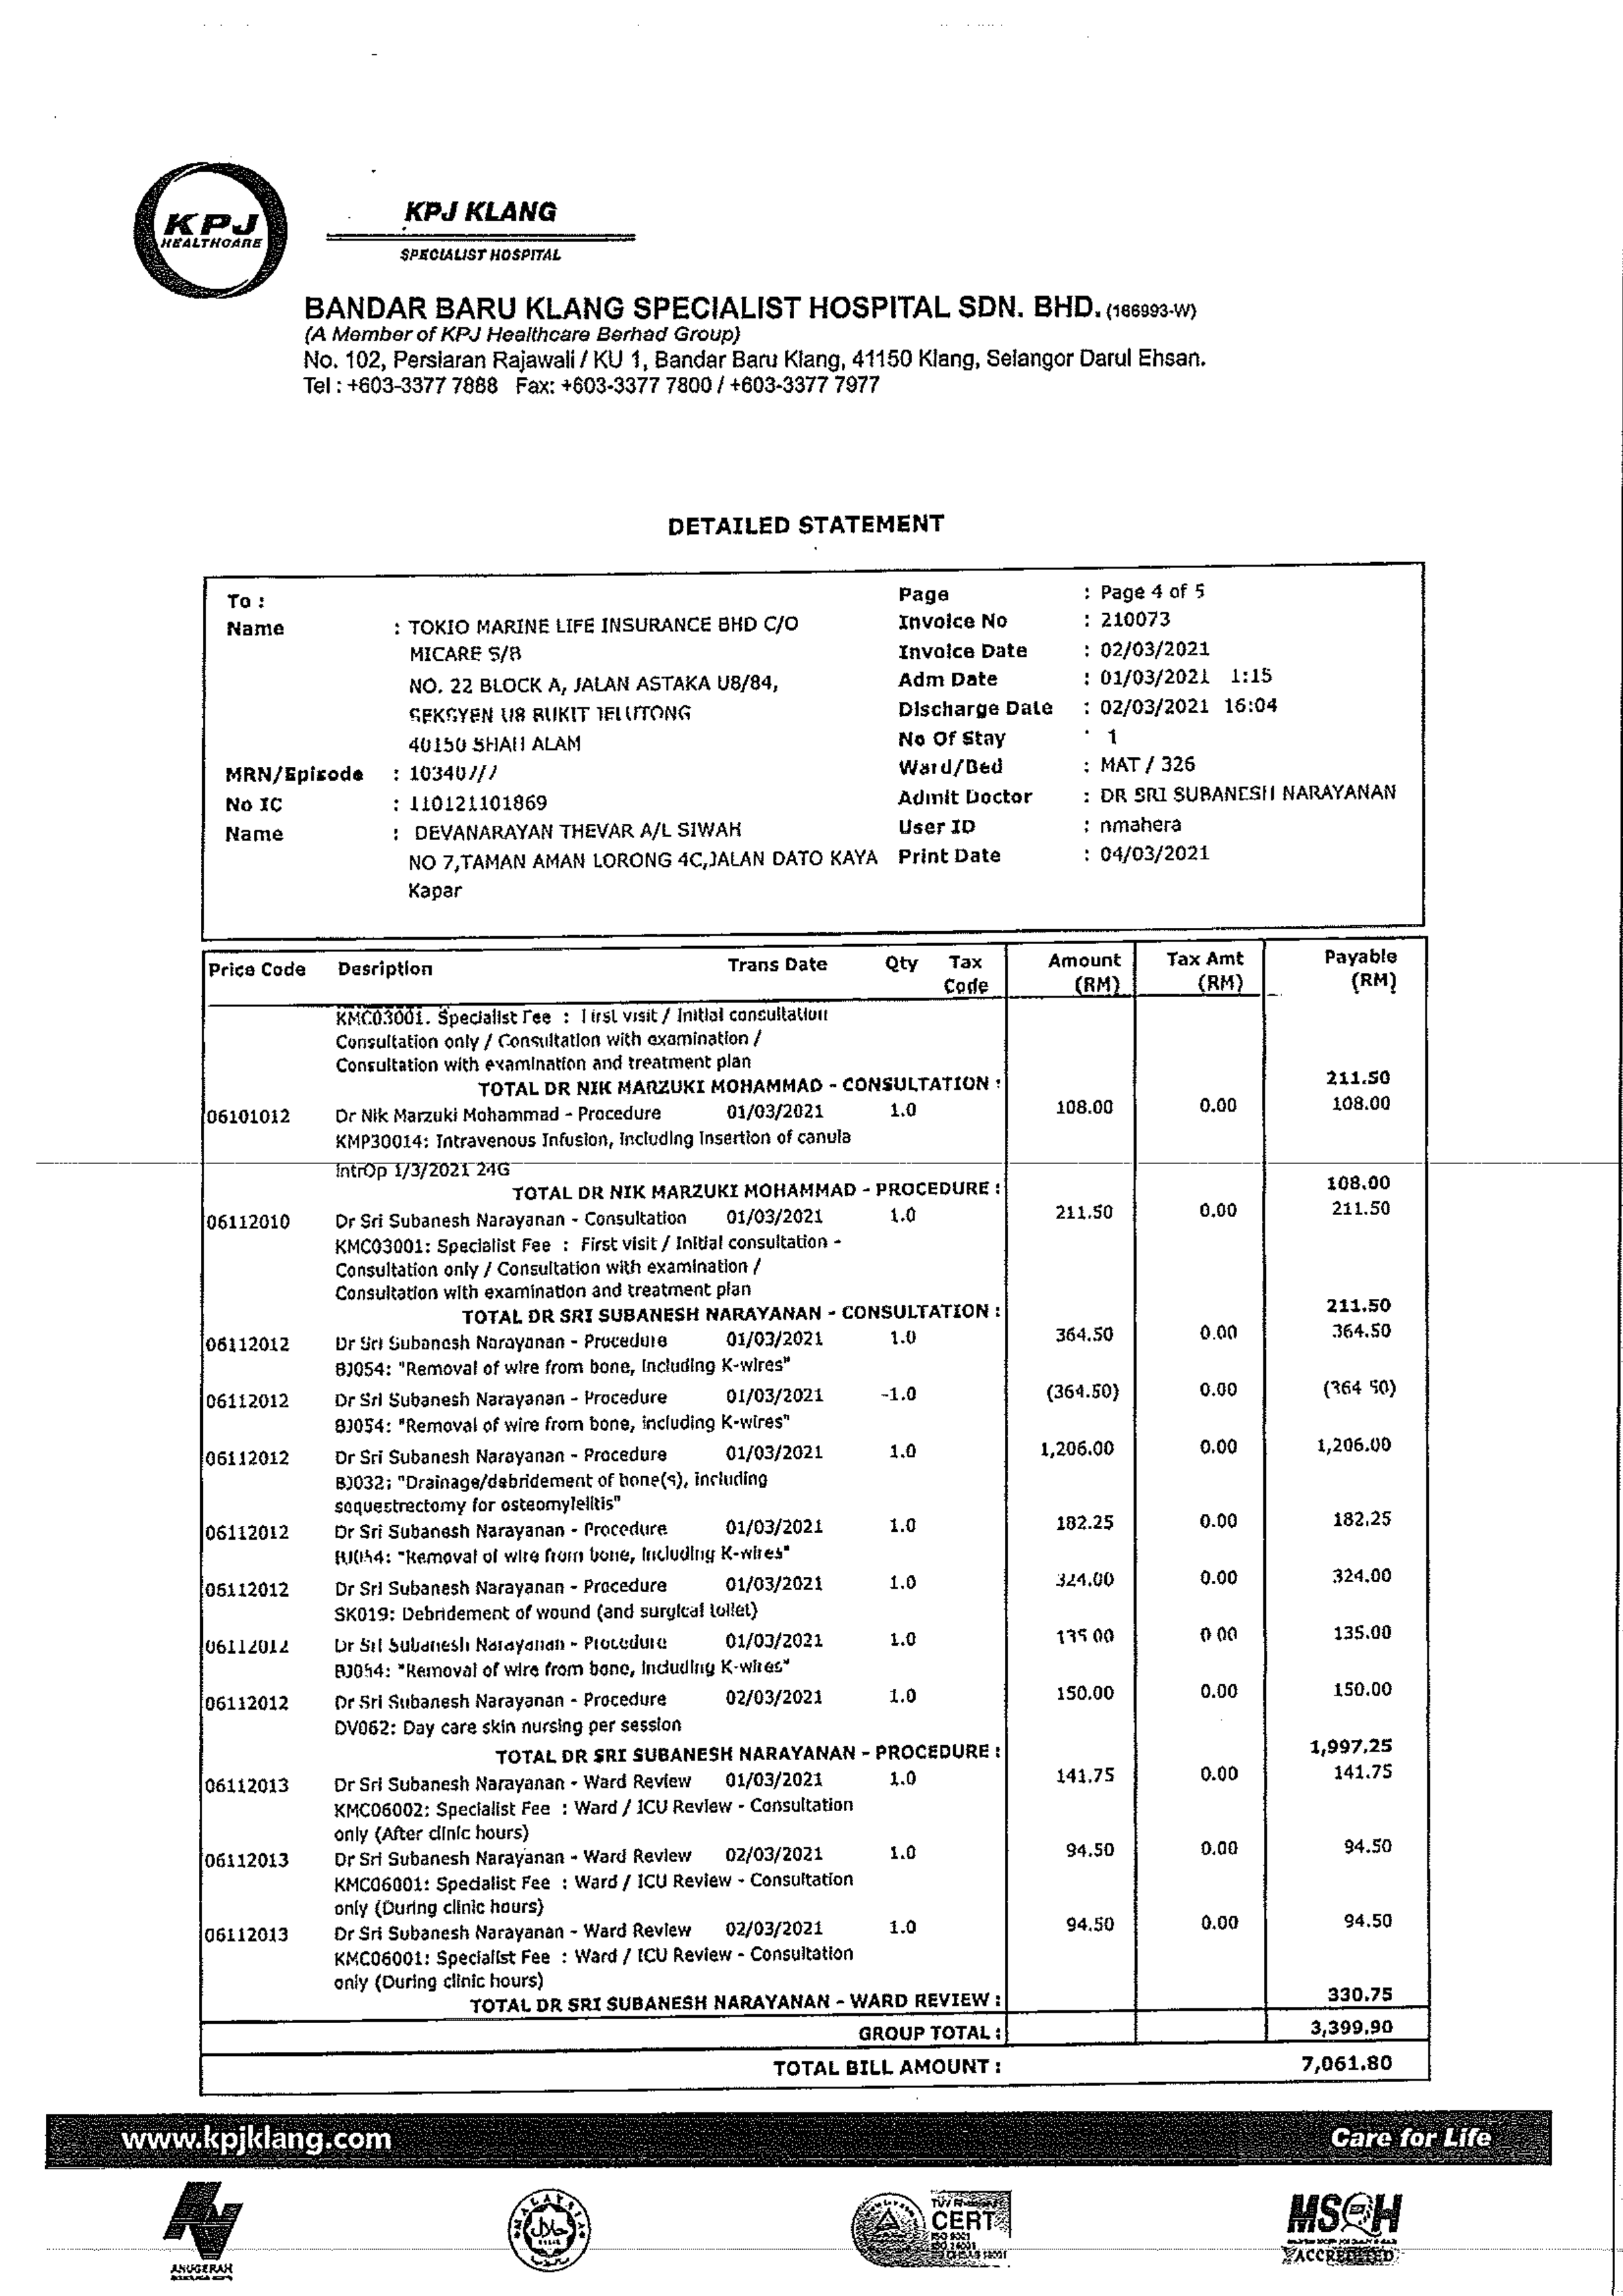 KPJ
HEALTHCARE
KPJ KLANG
SPECIALIST HOSPITAL
BANDAR BARU KLANG SPECIALIST HOSPITAL SDN. BHD. (166993-W)
(A Member of KPJ Healthcare Berhad Group)
No. 102, Persiaran Rajawali / KU 1, Bandar Baru Klang, 41150 Klang, Selangor Darul Ehsan.
Tel : +603-3377 7888 Fax: +603-3377 7800 / +603-3377 7977
DETAILED STATEMENT
To :
Name : TOKIO MARINE LIFE INSURANCE BHD C/O
MICARE S/B
NO. 22 BLOCK A, JALAN ASTAKA U8/84,
SEKSYEN U8 BUKIT JELUTONG
40150 SHAH ALAM
MRN/Episode : 10340777
No IC : 110121101869
Name : DEVANARAYAN THEVAR A/L SIWAH
NO 7,TAMAN AMAN LORONG 4C,JALAN DATO KAYA
Kapar
Page : Page 4 of 5
Invoice No : 210073
Invoice Date : 02/03/2021
Adm Date : 01/03/2021 1:15
Discharge Date : 02/03/2021 16:04
No Of Stay : 1
Ward/Bed : MAT / 326
Admit Doctor : DR SRI SUBANESH NARAYANAN
User ID : nmahera
Print Date : 04/03/2021
Price Code Desription Trans Date Qty Tax Code Amount (RM) Tax Amt (RM) Payable (RM)
KMC03001. Specialist Fee : First visit / Initial consultation
Consultation only / Consultation with examination /
Consultation with examination and treatment plan
TOTAL DR NIK MARZUKI MOHAMMAD - CONSULTATION : 211.50
06101012 Dr Nik Marzuki Mohammad - Procedure 01/03/2021 1.0 108.00 0.00 108.00
KMP30014: Intravenous Infusion, Including Insertion of canula
IntrOp 1/3/2021 24G
TOTAL DR NIK MARZUKI MOHAMMAD - PROCEDURE : 108.00
06112010 Dr Sri Subanesh Narayanan - Consultation 01/03/2021 1.0 211.50 0.00 211.50
KMC03001: Specialist Fee : First visit / Initial consultation -
Consultation only / Consultation with examination /
Consultation with examination and treatment plan
TOTAL DR SRI SUBANESH NARAYANAN - CONSULTATION : 211.50
06112012 Dr Sri Subanesh Narayanan - Procedure 01/03/2021 1.0 364.50 0.00 364.50
BJ054: "Removal of wire from bone, Including K-wires"
06112012 Dr Sri Subanesh Narayanan - Procedure 01/03/2021 -1.0 (364.50) 0.00 (364 50)
BJ054: "Removal of wire from bone, including K-wires"
06112012 Dr Sri Subanesh Narayanan - Procedure 01/03/2021 1.0 1,206.00 0.00 1,206.00
BJ032: "Drainage/debridement of bone(s), including
sequestrectomy for osteomylelitis"
06112012 Dr Sri Subanesh Narayanan - Procedure 01/03/2021 1.0 182.25 0.00 182.25
BJ054: "Removal of wire from bone, Including K-wires"
06112012 Dr Sri Subanesh Narayanan - Procedure 01/03/2021 1.0 324.00 0.00 324.00
SK019: Debridement of wound (and surgical toilet)
06112012 Dr Sri Subanesh Narayanan - Procedure 01/03/2021 1.0 135 00 0 00 135.00
BJ054: "Removal of wire from bone, Including K-wires"
06112012 Dr Sri Subanesh Narayanan - Procedure 02/03/2021 1.0 150.00 0.00 150.00
DV062: Day care skin nursing per session
TOTAL DR SRI SUBANESH NARAYANAN - PROCEDURE : 1,997.25
06112013 Dr Sri Subanesh Narayanan - Ward Review 01/03/2021 1.0 141.75 0.00 141.75
KMC06002: Specialist Fee : Ward / ICU Review - Consultation
only (After clinic hours)
06112013 Dr Sri Subanesh Narayanan - Ward Review 02/03/2021 1.0 94.50 0.00 94.50
KMC06001: Specialist Fee : Ward / ICU Review - Consultation
only (During clinic hours)
06112013 Dr Sri Subanesh Narayanan - Ward Review 02/03/2021 1.0 94.50 0.00 94.50
KMC06001: Specialist Fee : Ward / ICU Review - Consultation
only (During clinic hours)
TOTAL DR SRI SUBANESH NARAYANAN - WARD REVIEW : 330.75
GROUP TOTAL : 3,399.90
TOTAL BILL AMOUNT : 7,061.80
www.kpjklang.com Care for Life
ANUGERAH
MALAYSIA
حلال
CERT
ISO 9001
ISO 14001
MSQH
ACCREDITED